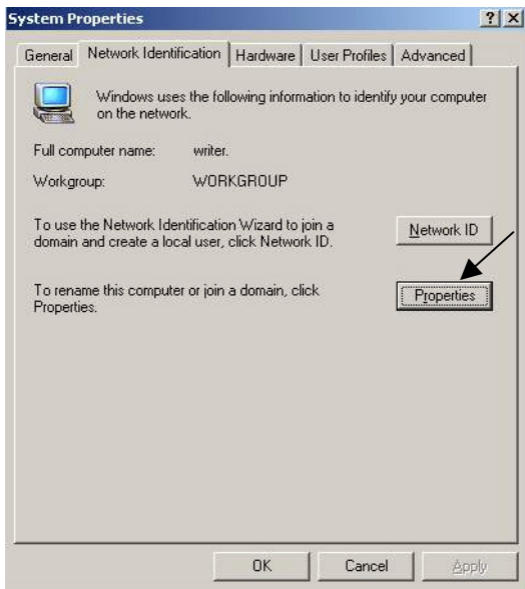 System Properties
General Network Identification Hardware User Profiles Advanced
Windows uses the following information to identify your computer
on the network.
Full computer name: writer.
Workgroup: WORKGROUP
To use the Network Identification Wizard to join a
domain and create a local user, click Network ID.
Network ID
To rename this computer or join a domain, click
Properties.
Properties
OK Cancel Apply